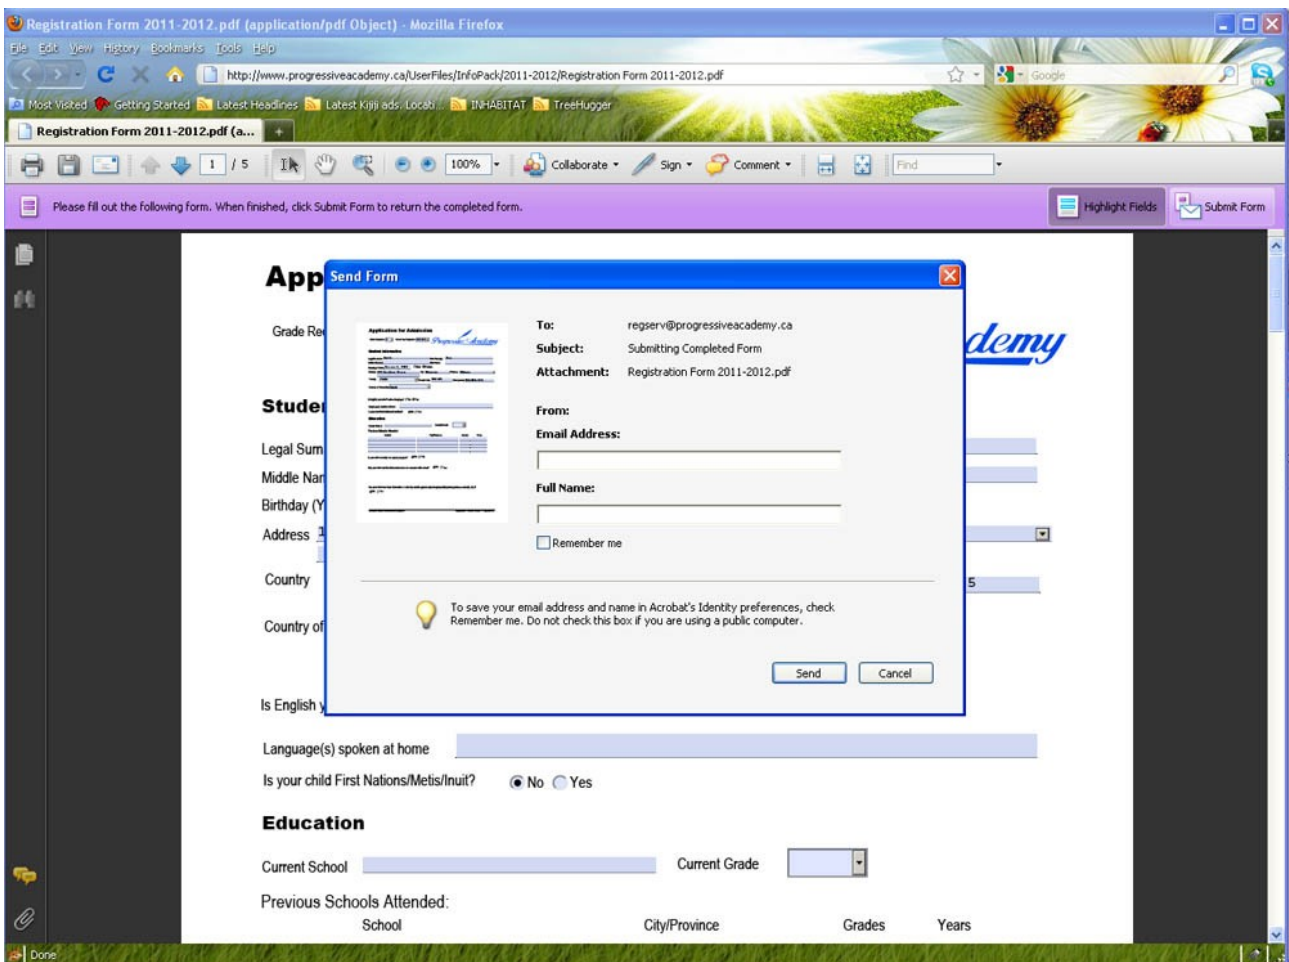 Registration Form 2011-2012.pdf (application/pdf Object) - Mozilla Firefox
File Edit View History Bookmarks Tools Help
http://www.progressiveacademy.ca/UserFiles/InfoPack/2011-2012/Registration Form 2011-2012.pdf
Google
Most Visited Getting Started Latest Headlines Latest Kijiji ads. Locati... INHABITAT TreeHugger
Registration Form 2011-2012.pdf (a...
1 / 5 100% Collaborate Sign Comment Find
Please fill out the following form. When finished, click Submit Form to return the completed form. Highlight Fields Submit Form
App
Send Form
Application for Admission
Grade Re
To: regserv@progressiveacademy.ca
Subject: Submitting Completed Form
demy
Attachment: Registration Form 2011-2012.pdf
Studen
From:
Email Address:
Legal Surn
Middle Nam
Full Name:
Birthday (Y
Address 1
Remember me
Country
5
To save your email address and name in Acrobat's Identity preferences, check
Remember me. Do not check this box if you are using a public computer.
Country of
Send Cancel
Is English y
Language(s) spoken at home
Is your child First Nations/Metis/Inuit? No Yes
Education
Current School Current Grade
Previous Schools Attended:
School City/Province Grades Years
Done